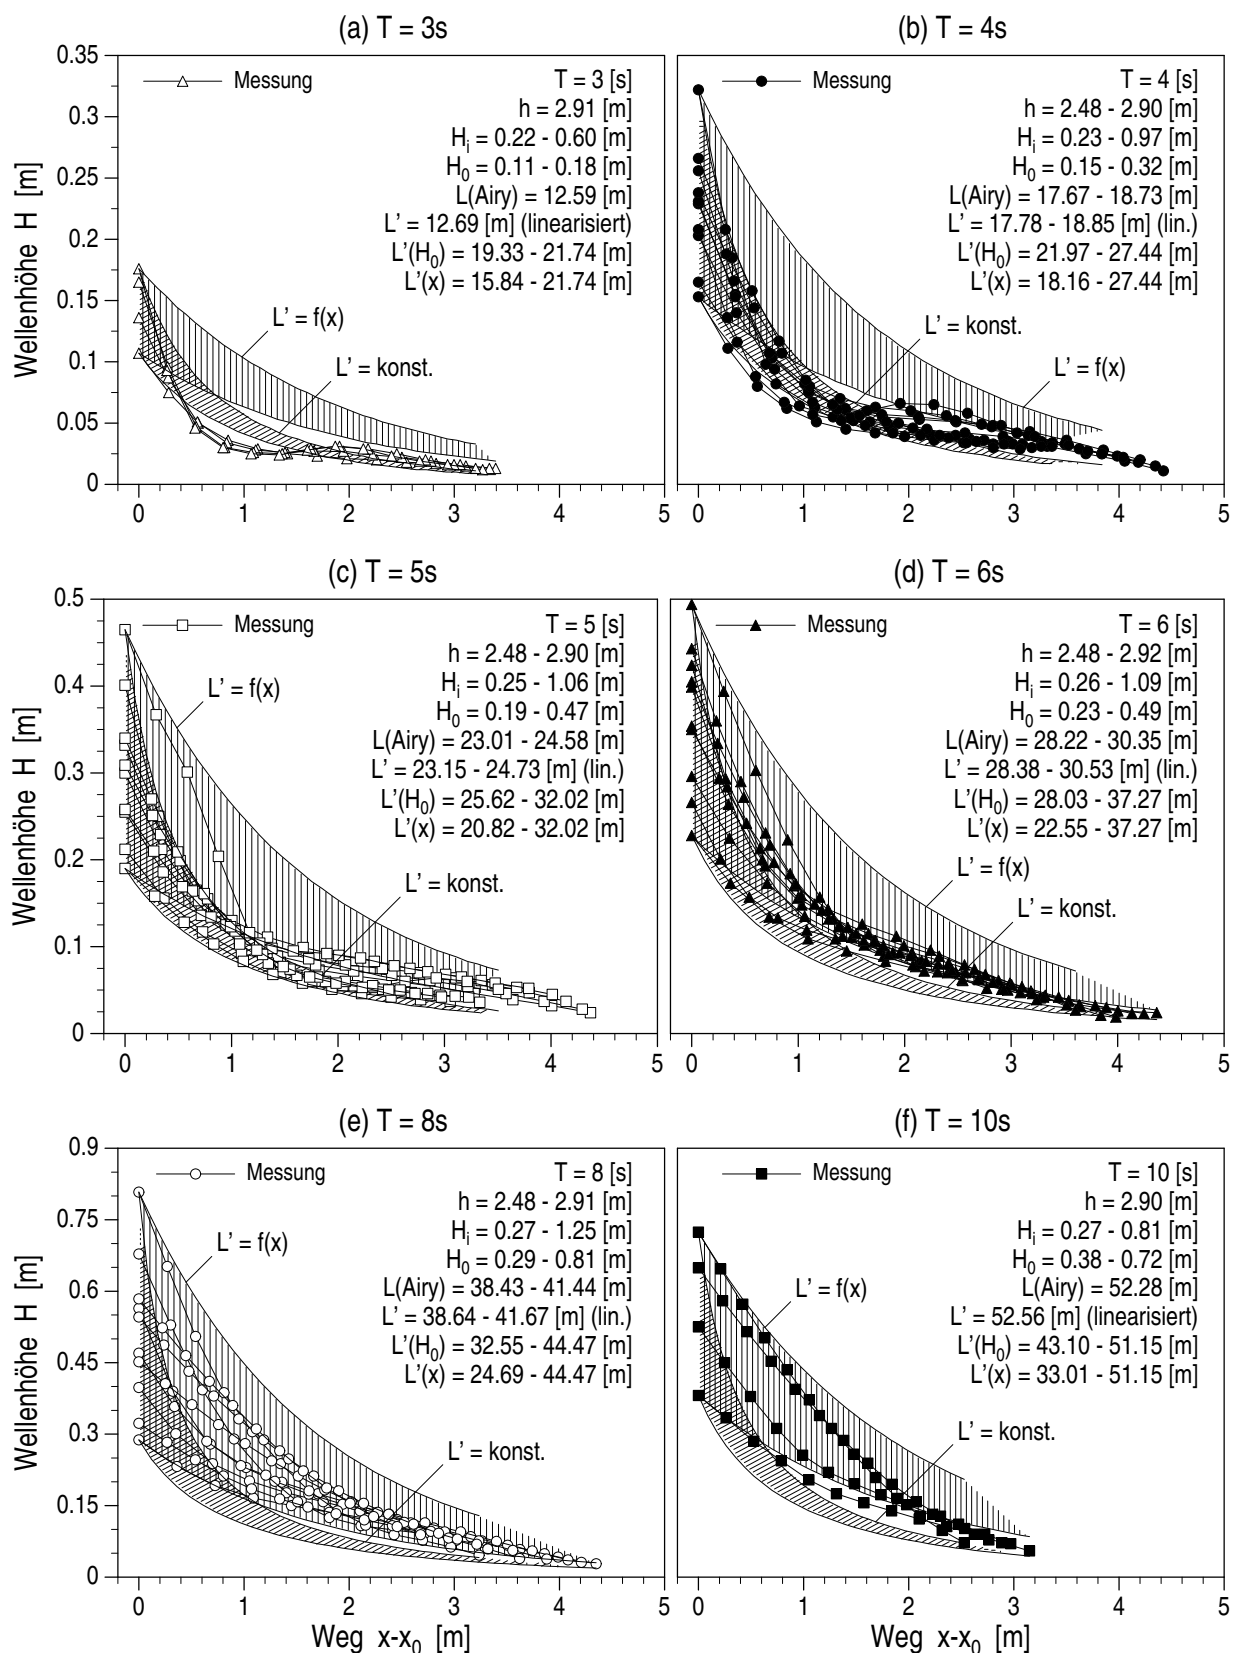 (a) T = 3s
Messung
T = 3 [s]
h = 2.91 [m]
Hi = 0.22 - 0.60 [m]
H0 = 0.11 - 0.18 [m]
L(Airy) = 12.59 [m]
L' = 12.69 [m] (linearisiert)
L'(H0) = 19.33 - 21.74 [m]
L'(x) = 15.84 - 21.74 [m]
L' = f(x)
L' = konst.
Wellenhöhe H [m]
0.35
0.3
0.25
0.2
0.15
0.1
0.05
0
0 1 2 3 4 5
(b) T = 4s
Messung
T = 4 [s]
h = 2.48 - 2.90 [m]
Hi = 0.23 - 0.97 [m]
H0 = 0.15 - 0.32 [m]
L(Airy) = 17.67 - 18.73 [m]
L' = 17.78 - 18.85 [m] (lin.)
L'(H0) = 21.97 - 27.44 [m]
L'(x) = 18.16 - 27.44 [m]
L' = konst.
L' = f(x)
0 1 2 3 4 5
(c) T = 5s
Messung
T = 5 [s]
h = 2.48 - 2.90 [m]
Hi = 0.25 - 1.06 [m]
H0 = 0.19 - 0.47 [m]
L(Airy) = 23.01 - 24.58 [m]
L' = 23.15 - 24.73 [m] (lin.)
L'(H0) = 25.62 - 32.02 [m]
L'(x) = 20.82 - 32.02 [m]
L' = f(x)
L' = konst.
Wellenhöhe H [m]
0.5
0.4
0.3
0.2
0.1
0
0 1 2 3 4 5
(d) T = 6s
Messung
T = 6 [s]
h = 2.48 - 2.92 [m]
Hi = 0.26 - 1.09 [m]
H0 = 0.23 - 0.49 [m]
L(Airy) = 28.22 - 30.35 [m]
L' = 28.38 - 30.53 [m] (lin.)
L'(H0) = 28.03 - 37.27 [m]
L'(x) = 22.55 - 37.27 [m]
L' = f(x)
L' = konst.
0 1 2 3 4 5
(e) T = 8s
Messung
T = 8 [s]
h = 2.48 - 2.91 [m]
Hi = 0.27 - 1.25 [m]
H0 = 0.29 - 0.81 [m]
L(Airy) = 38.43 - 41.44 [m]
L' = 38.64 - 41.67 [m] (lin.)
L'(H0) = 32.55 - 44.47 [m]
L'(x) = 24.69 - 44.47 [m]
L' = f(x)
L' = konst.
Wellenhöhe H [m]
0.9
0.75
0.6
0.45
0.3
0.15
0
0 1 2 3 4 5
Weg x-x0 [m]
(f) T = 10s
Messung
T = 10 [s]
h = 2.90 [m]
Hi = 0.27 - 0.81 [m]
H0 = 0.38 - 0.72 [m]
L(Airy) = 52.28 [m]
L' = 52.56 [m] (linearisiert)
L'(H0) = 43.10 - 51.15 [m]
L'(x) = 33.01 - 51.15 [m]
L' = f(x)
L' = konst.
0 1 2 3 4 5
Weg x-x0 [m]